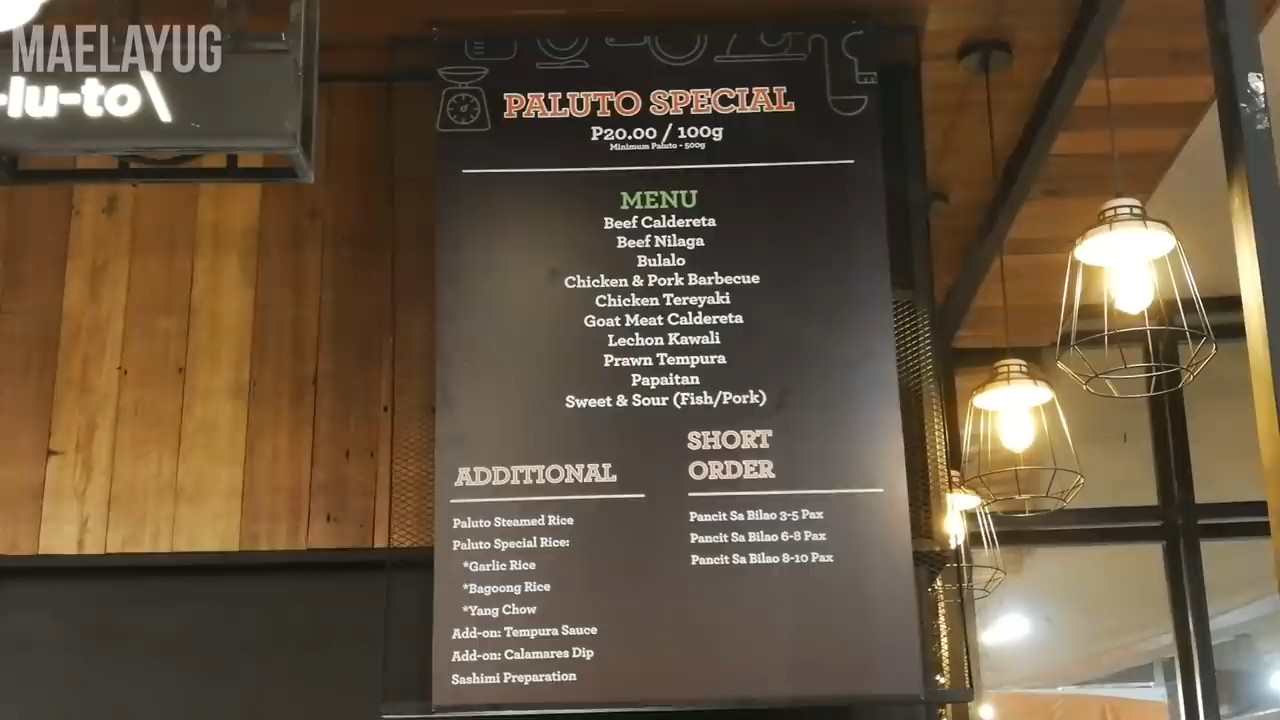 MAELAYUG
-lu-to\
PALUTO SPECIAL
P20.00 / 100g
Minimum Paluto - 500g
MENU
Beef Caldereta
Beef Nilaga
Bulalo
Chicken & Pork Barbecue
Chicken Tereyaki
Goat Meat Caldereta
Lechon Kawali
Prawn Tempura
Papaitan
Sweet & Sour (Fish/Pork)
ADDITIONAL
Paluto Steamed Rice
Paluto Special Rice:
*Garlic Rice
*Bagoong Rice
*Yang Chow
Add-on: Tempura Sauce
Add-on: Calamares Dip
Sashimi Preparation
SHORT
ORDER
Pancit Sa Bilao 3-5 Pax
Pancit Sa Bilao 6-8 Pax
Pancit Sa Bilao 8-10 Pax